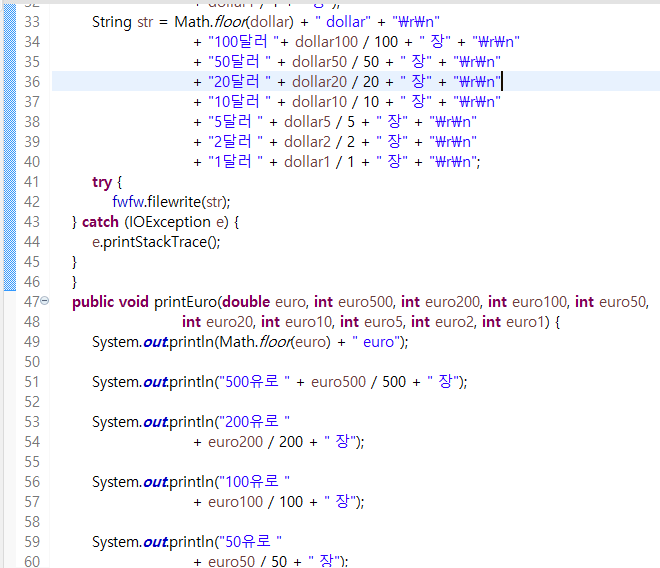 32 + dollar1 / 1 + " 장");
33 String str = Math.floor(dollar) + " dollar" + "₩r₩n"
34 + "100달러 "+ dollar100 / 100 + " 장" + "₩r₩n"
35 + "50달러 " + dollar50 / 50 + " 장" + "₩r₩n"
36 + "20달러 " + dollar20 / 20 + " 장" + "₩r₩n"
37 + "10달러 " + dollar10 / 10 + " 장" + "₩r₩n"
38 + "5달러 " + dollar5 / 5 + " 장" + "₩r₩n"
39 + "2달러 " + dollar2 / 2 + " 장" + "₩r₩n"
40 + "1달러 " + dollar1 / 1 + " 장" + "₩r₩n";
41 try {
42 fwfw.filewrite(str);
43 } catch (IOException e) {
44 e.printStackTrace();
45 }
46 }
47 public void printEuro(double euro, int euro500, int euro200, int euro100, int euro50,
48 int euro20, int euro10, int euro5, int euro2, int euro1) {
49 System.out.println(Math.floor(euro) + " euro");
50
51 System.out.println("500유로 " + euro500 / 500 + " 장");
52
53 System.out.println("200유로 "
54 + euro200 / 200 + " 장");
55
56 System.out.println("100유로 "
57 + euro100 / 100 + " 장");
58
59 System.out.println("50유로 "
60 + euro50 / 50 + " 장");